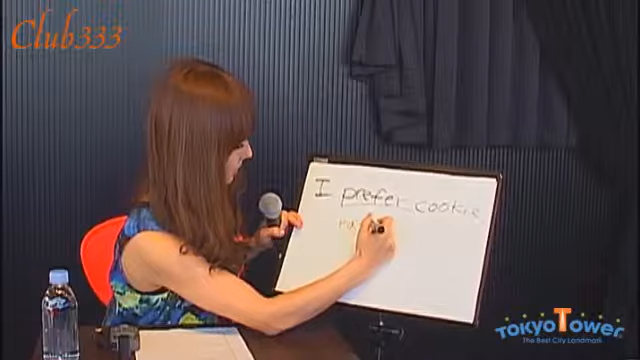 Club333
I prefer cookie
TOKYO TOWER
The Best City Landmark